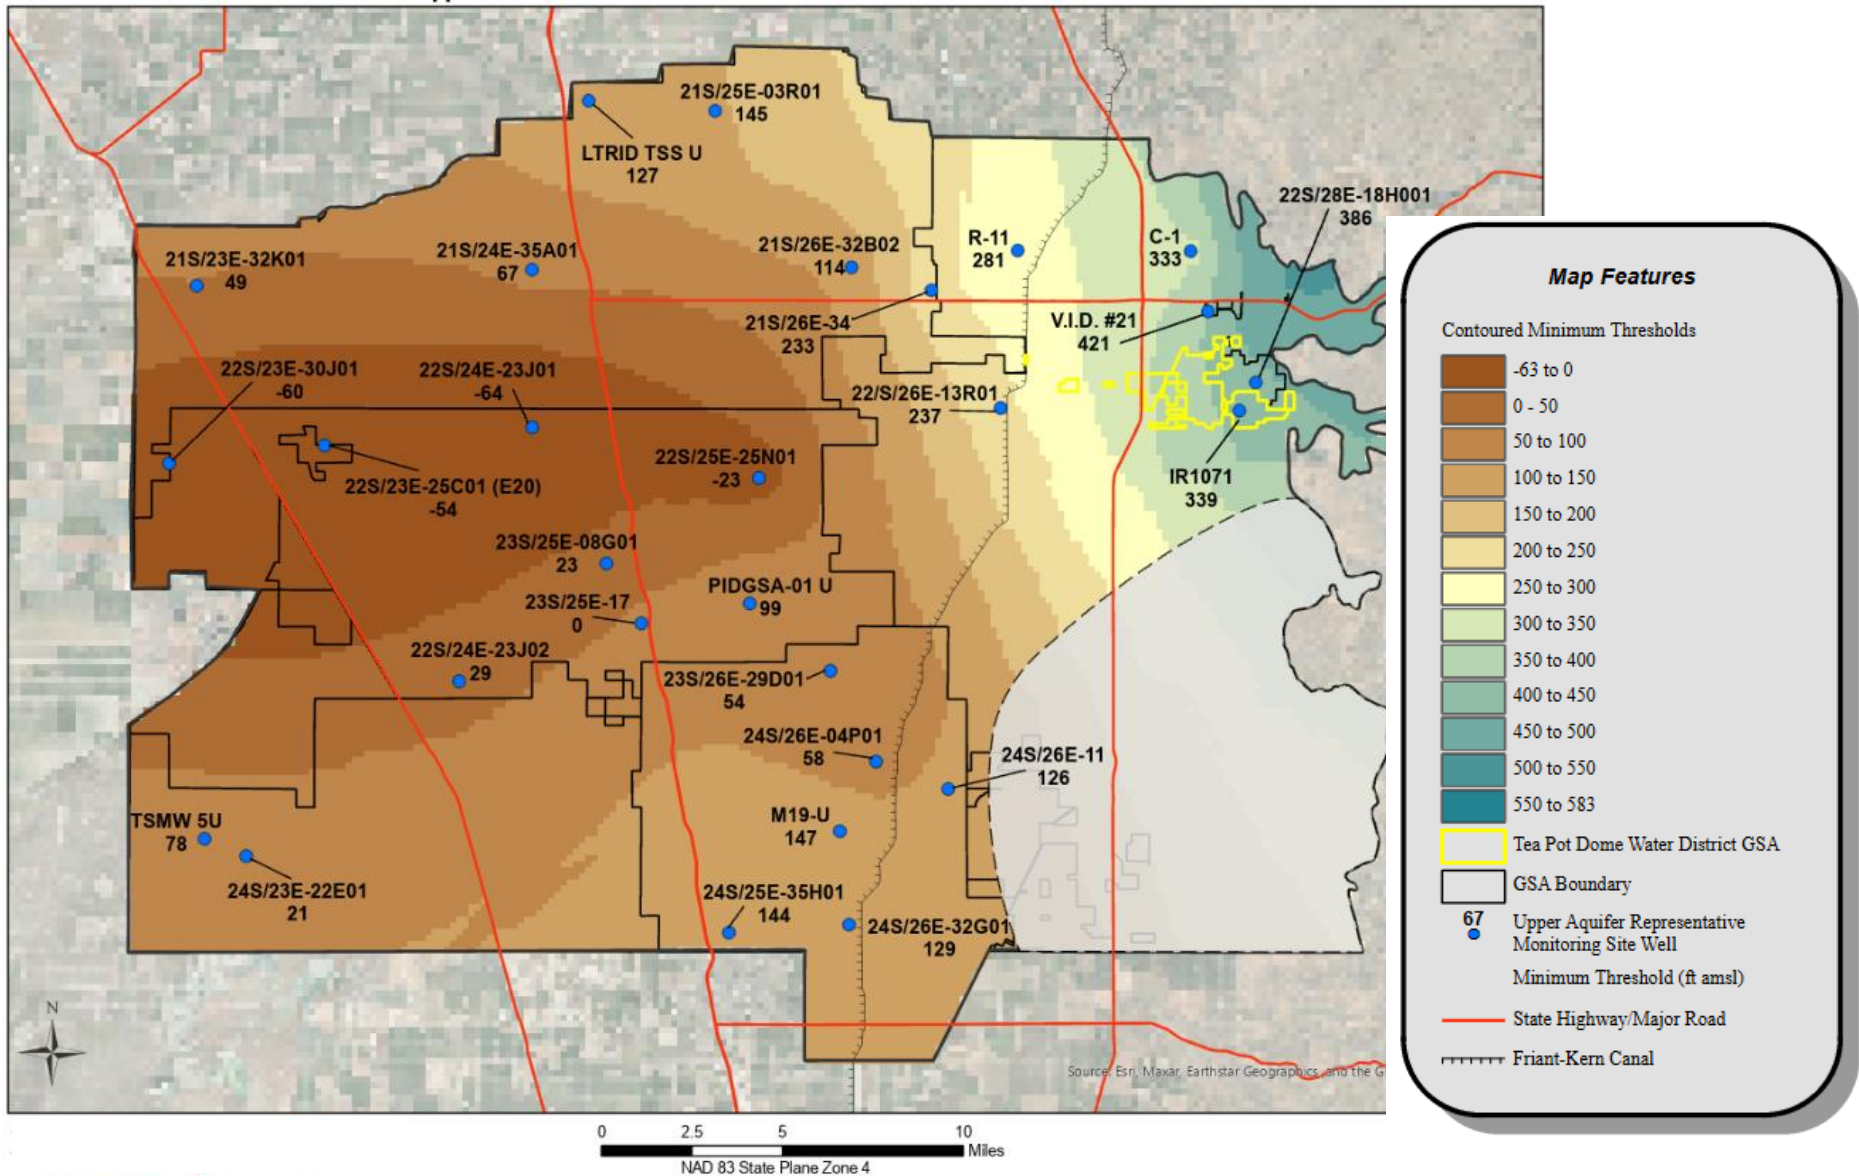 21S/25E-03R01
145
LTRID TSS U
127
22S/28E-18H001
386
21S/23E-32K01
49
21S/24E-35A01
67
21S/26E-32B02
114
R-11
281
C-1
333
21S/26E-34
233
V.I.D. #21
421
22S/23E-30J01
-60
22S/24E-23J01
-64
22/S/26E-13R01
237
22S/25E-25N01
-23
22S/23E-25C01 (E20)
-54
IR1071
339
23S/25E-08G01
23
PIDGSA-01 U
99
23S/25E-17
0
22S/24E-23J02
29
23S/26E-29D01
54
24S/26E-04P01
58
24S/26E-11
126
TSMW 5U
78
M19-U
147
24S/23E-22E01
21
24S/25E-35H01
144
24S/26E-32G01
129
N
Source: Esri, Maxar, Earthstar Geographics, and the G
0 2.5 5 10
Miles
NAD 83 State Plane Zone 4
Map Features
Contoured Minimum Thresholds
-63 to 0
0 - 50
50 to 100
100 to 150
150 to 200
200 to 250
250 to 300
300 to 350
350 to 400
400 to 450
450 to 500
500 to 550
550 to 583
Tea Pot Dome Water District GSA
GSA Boundary
67
Upper Aquifer Representative
Monitoring Site Well
Minimum Threshold (ft amsl)
State Highway/Major Road
Friant-Kern Canal